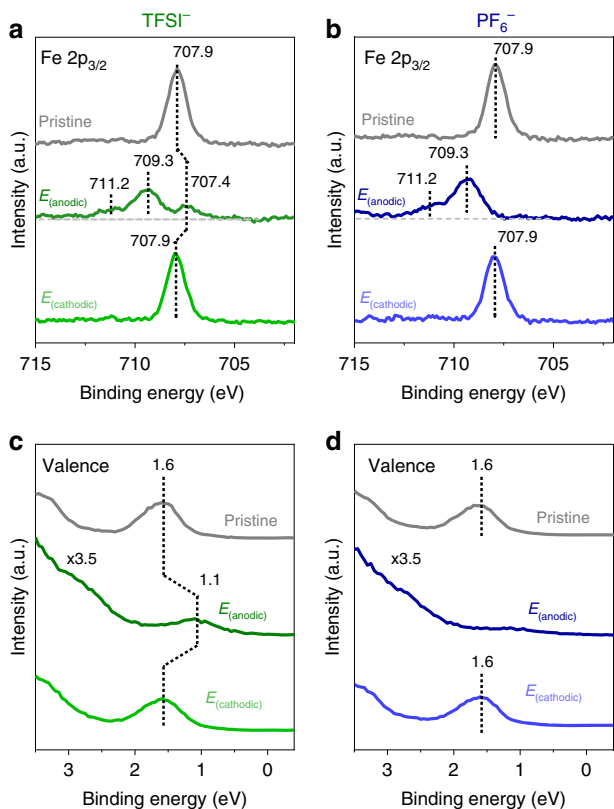 TFSI⁻
PF₆⁻
a
Fe 2p₃/₂
707.9
Pristine
709.3
711.2
707.4
E(anodic)
707.9
E(cathodic)
Intensity (a.u.)
715
710
705
Binding energy (eV)
b
Fe 2p₃/₂
707.9
Pristine
709.3
711.2
E(anodic)
707.9
E(cathodic)
Intensity (a.u.)
715
710
705
Binding energy (eV)
c
Valence
1.6
Pristine
x3.5
1.1
E(anodic)
E(cathodic)
Intensity (a.u.)
3
2
1
0
Binding energy (eV)
d
Valence
1.6
Pristine
x3.5
E(anodic)
1.6
E(cathodic)
Intensity (a.u.)
3
2
1
0
Binding energy (eV)